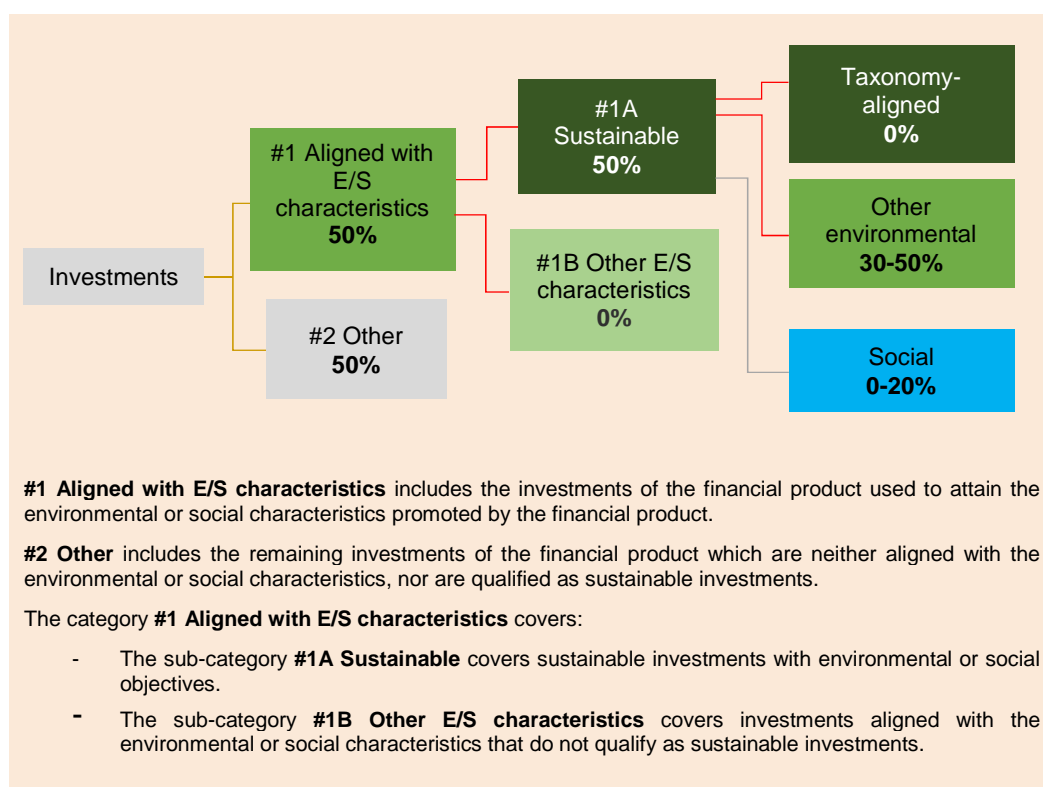 Investments
#1 Aligned with
E/S
characteristics
50%
#2 Other
50%
#1A
Sustainable
50%
#1B Other E/S
characteristics
0%
Taxonomy-
aligned
0%
Other
environmental
30-50%
Social
0-20%
#1 Aligned with E/S characteristics includes the investments of the financial product used to attain the
environmental or social characteristics promoted by the financial product.
#2 Other includes the remaining investments of the financial product which are neither aligned with the
environmental or social characteristics, nor are qualified as sustainable investments.
The category #1 Aligned with E/S characteristics covers:
- The sub-category #1A Sustainable covers sustainable investments with environmental or social
objectives.
- The sub-category #1B Other E/S characteristics covers investments aligned with the
environmental or social characteristics that do not qualify as sustainable investments.